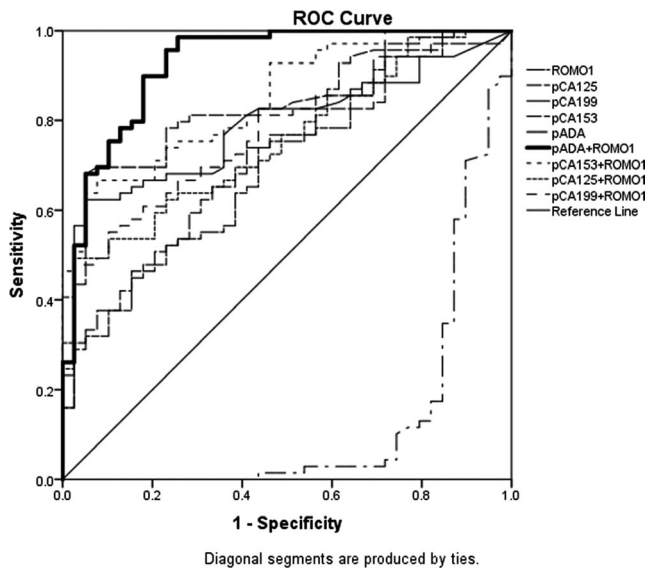 ROC Curve
1.0
0.8
0.6
0.4
0.2
0.0
Sensitivity
0.0 0.2 0.4 0.6 0.8 1.0
1 - Specificity
ROMO1
pCA125
pCA199
pCA153
pADA
pADA+ROMO1
pCA153+ROMO1
pCA125+ROMO1
pCA199+ROMO1
Reference Line
Diagonal segments are produced by ties.